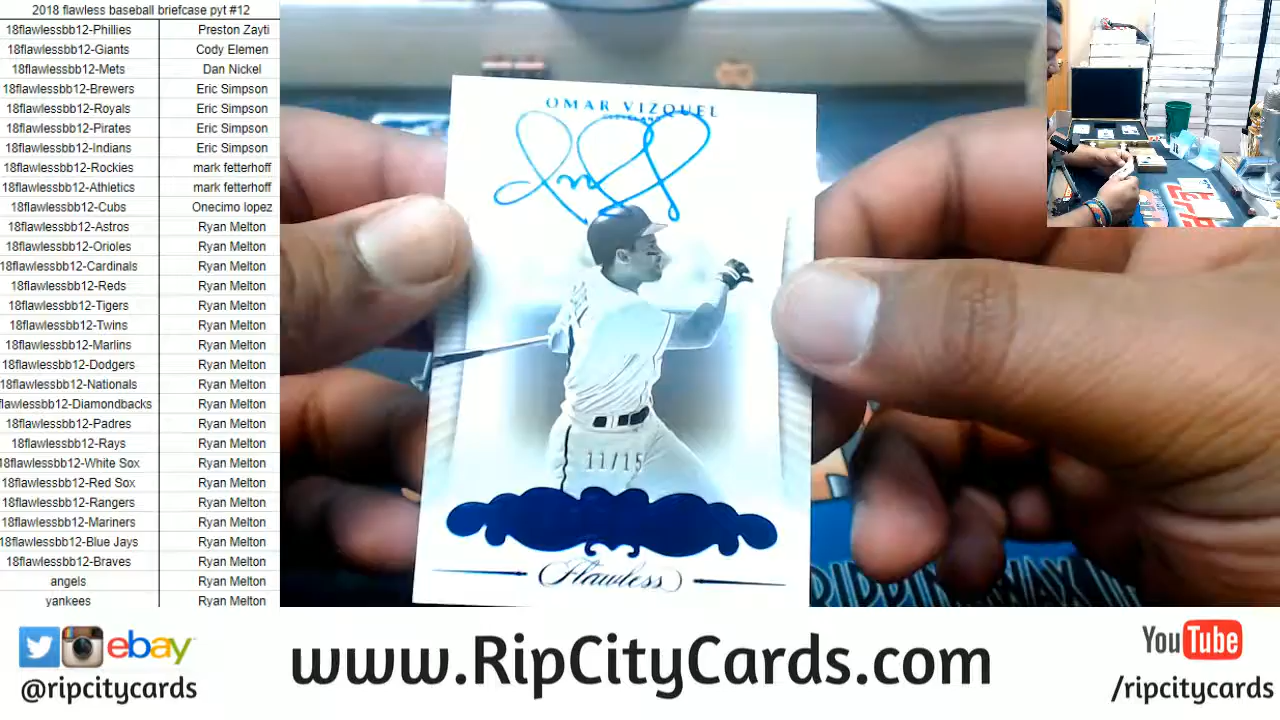 2018 flawless baseball briefcase pyt #12
18flawlessbb12-Phillies Preston Zayti
18flawlessbb12-Giants Cody Elemen
18flawlessbb12-Mets Dan Nickel
18flawlessbb12-Brewers Eric Simpson
18flawlessbb12-Royals Eric Simpson
18flawlessbb12-Pirates Eric Simpson
18flawlessbb12-Indians Eric Simpson
18flawlessbb12-Rockies mark fetterhoff
18flawlessbb12-Athletics mark fetterhoff
18flawlessbb12-Cubs Onecimo lopez
18flawlessbb12-Astros Ryan Melton
18flawlessbb12-Orioles Ryan Melton
18flawlessbb12-Cardinals Ryan Melton
18flawlessbb12-Reds Ryan Melton
18flawlessbb12-Tigers Ryan Melton
18flawlessbb12-Twins Ryan Melton
18flawlessbb12-Marlins Ryan Melton
18flawlessbb12-Dodgers Ryan Melton
18flawlessbb12-Nationals Ryan Melton
flawlessbb12-Diamondbacks Ryan Melton
18flawlessbb12-Padres Ryan Melton
18flawlessbb12-Rays Ryan Melton
18flawlessbb12-White Sox Ryan Melton
18flawlessbb12-Red Sox Ryan Melton
18flawlessbb12-Rangers Ryan Melton
18flawlessbb12-Mariners Ryan Melton
18flawlessbb12-Blue Jays Ryan Melton
18flawlessbb12-Braves Ryan Melton
angels Ryan Melton
yankees Ryan Melton
OMAR VIZQUEL
11/15
Flawless
RIPPIN WAX
ebay
@ripcitycards
www.RipCityCards.com
YouTube
/ripcitycards